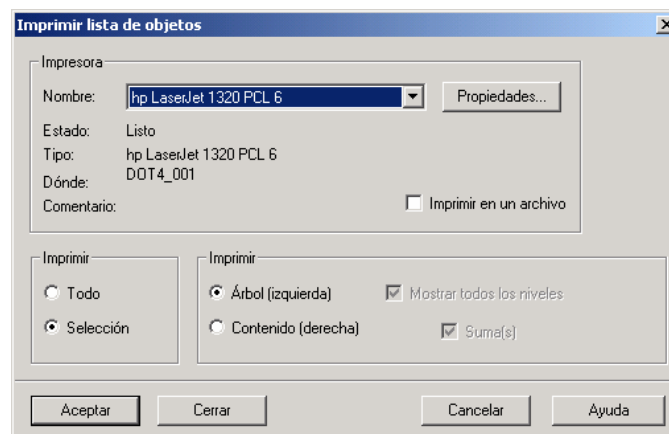 Imprimir lista de objetos
Impresora
Nombre: hp LaserJet 1320 PCL 6 Propiedades...
Estado: Listo
Tipo: hp LaserJet 1320 PCL 6
Dónde: DOT4_001
Comentario: Imprimir en un archivo
Imprimir Imprimir
Todo Árbol (izquierda) Mostrar todos los niveles
Selección Contenido (derecha) Suma(s)
Aceptar Cerrar Cancelar Ayuda